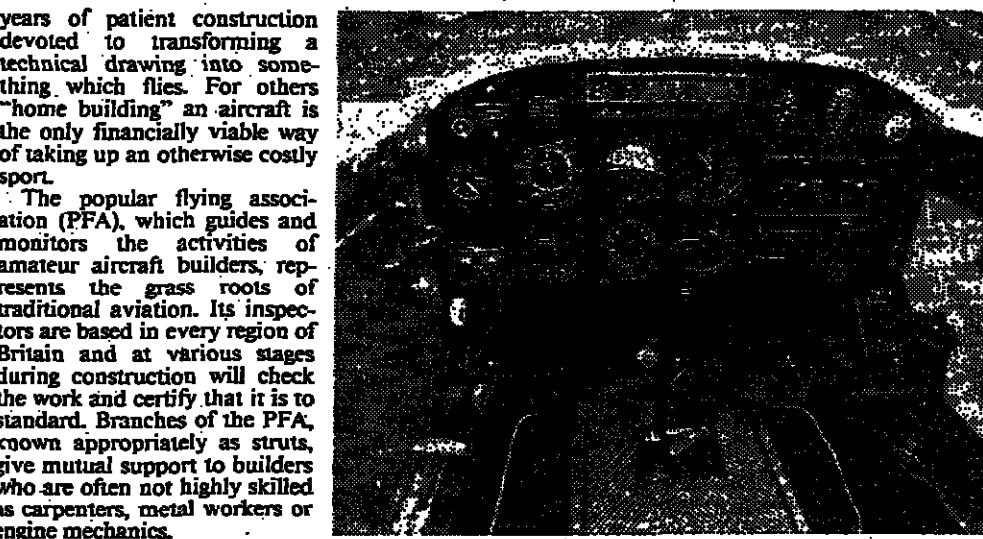 years of patient construction
devoted to transforming a
technical drawing into some-
thing which flies. For others
"home building" an aircraft is
the only financially viable way
of taking up an otherwise costly
sport.
The popular flying associ-
ation (PFA), which guides and
monitors the activities of
amateur aircraft builders, rep-
resents the grass roots of
traditional aviation. Its inspec-
tors are based in every region of
Britain and at various stages
during construction will check
the work and certify that it is to
standard. Branches of the PFA,
known appropriately as struts,
give mutual support to builders
who are often not highly skilled
as carpenters, metal workers or
engine mechanics.